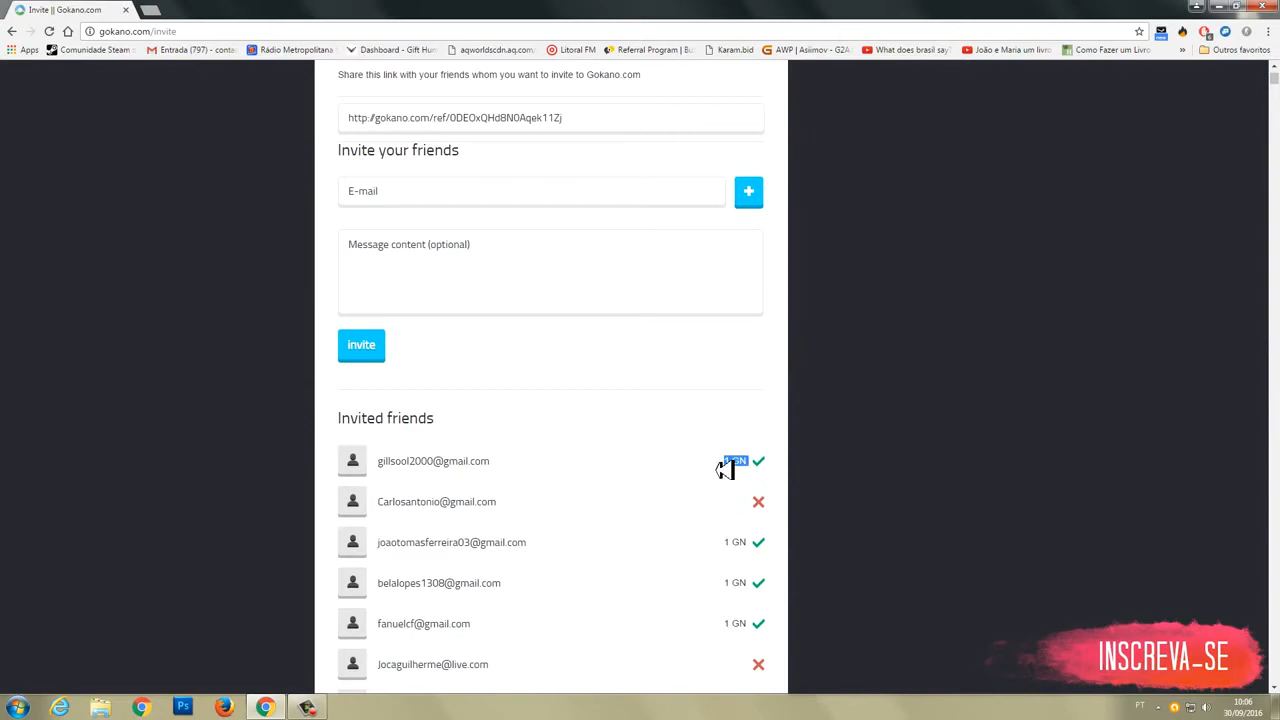 Invite || Gokano.com
gokano.com/invite
Apps
Comunidade Steam
Entrada (797) - contac
Rádio Metropolitana
Dashboard - Gift Hum
aqworldscdn.aq.com/
Litoral FM
Referral Program | Bu
Karam.bid
AWP | Asiimov - G2A
What does brasil say
João e Maria um livro
Como Fazer um Livro
»
Outros favoritos
Share this link with your friends whom you want to invite to Gokano.com
http://gokano.com/ref/0DEOxQHd8N0Aqek11Zj
Invite your friends
E-mail
+
Message content (optional)
invite
Invited friends
gillsool2000@gmail.com
1 GN
Carlosantonio@gmail.com
joaotomasferreira03@gmail.com
1 GN
belalopes1308@gmail.com
1 GN
fanuelcf@gmail.com
1 GN
Jocaguilherme@live.com
INSCREVA_SE
PT
10:06
30/09/2016